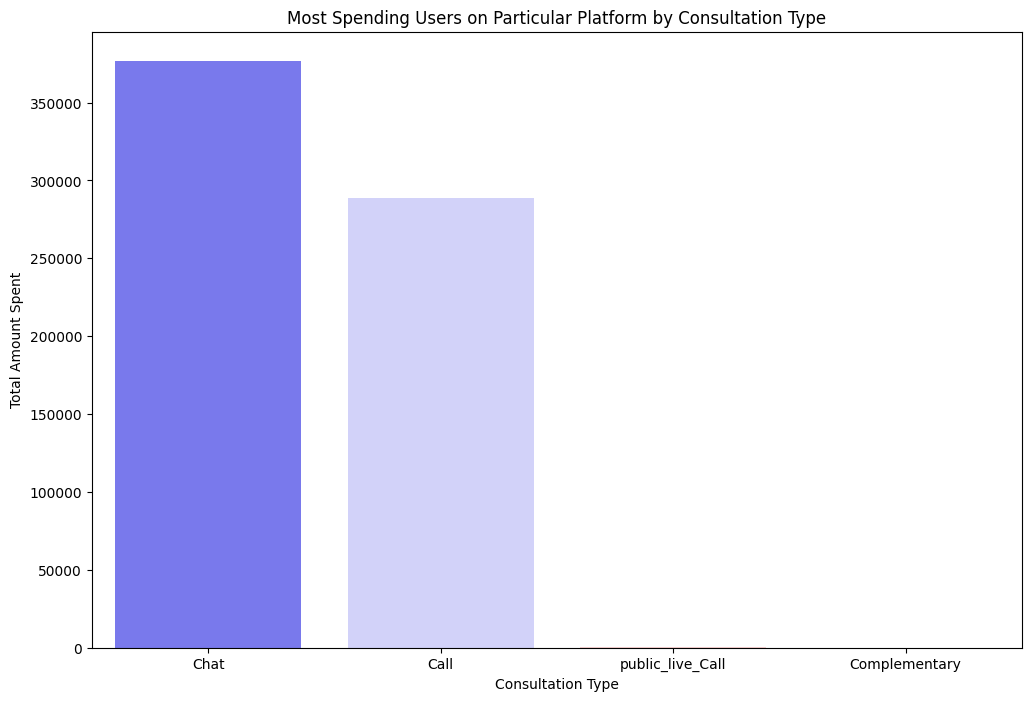 Most Spending Users on Particular Platform by Consultation Type
350000
300000
250000
200000
150000
100000
50000
0
Total Amount Spent
Chat Call public_live_Call Complementary
Consultation Type